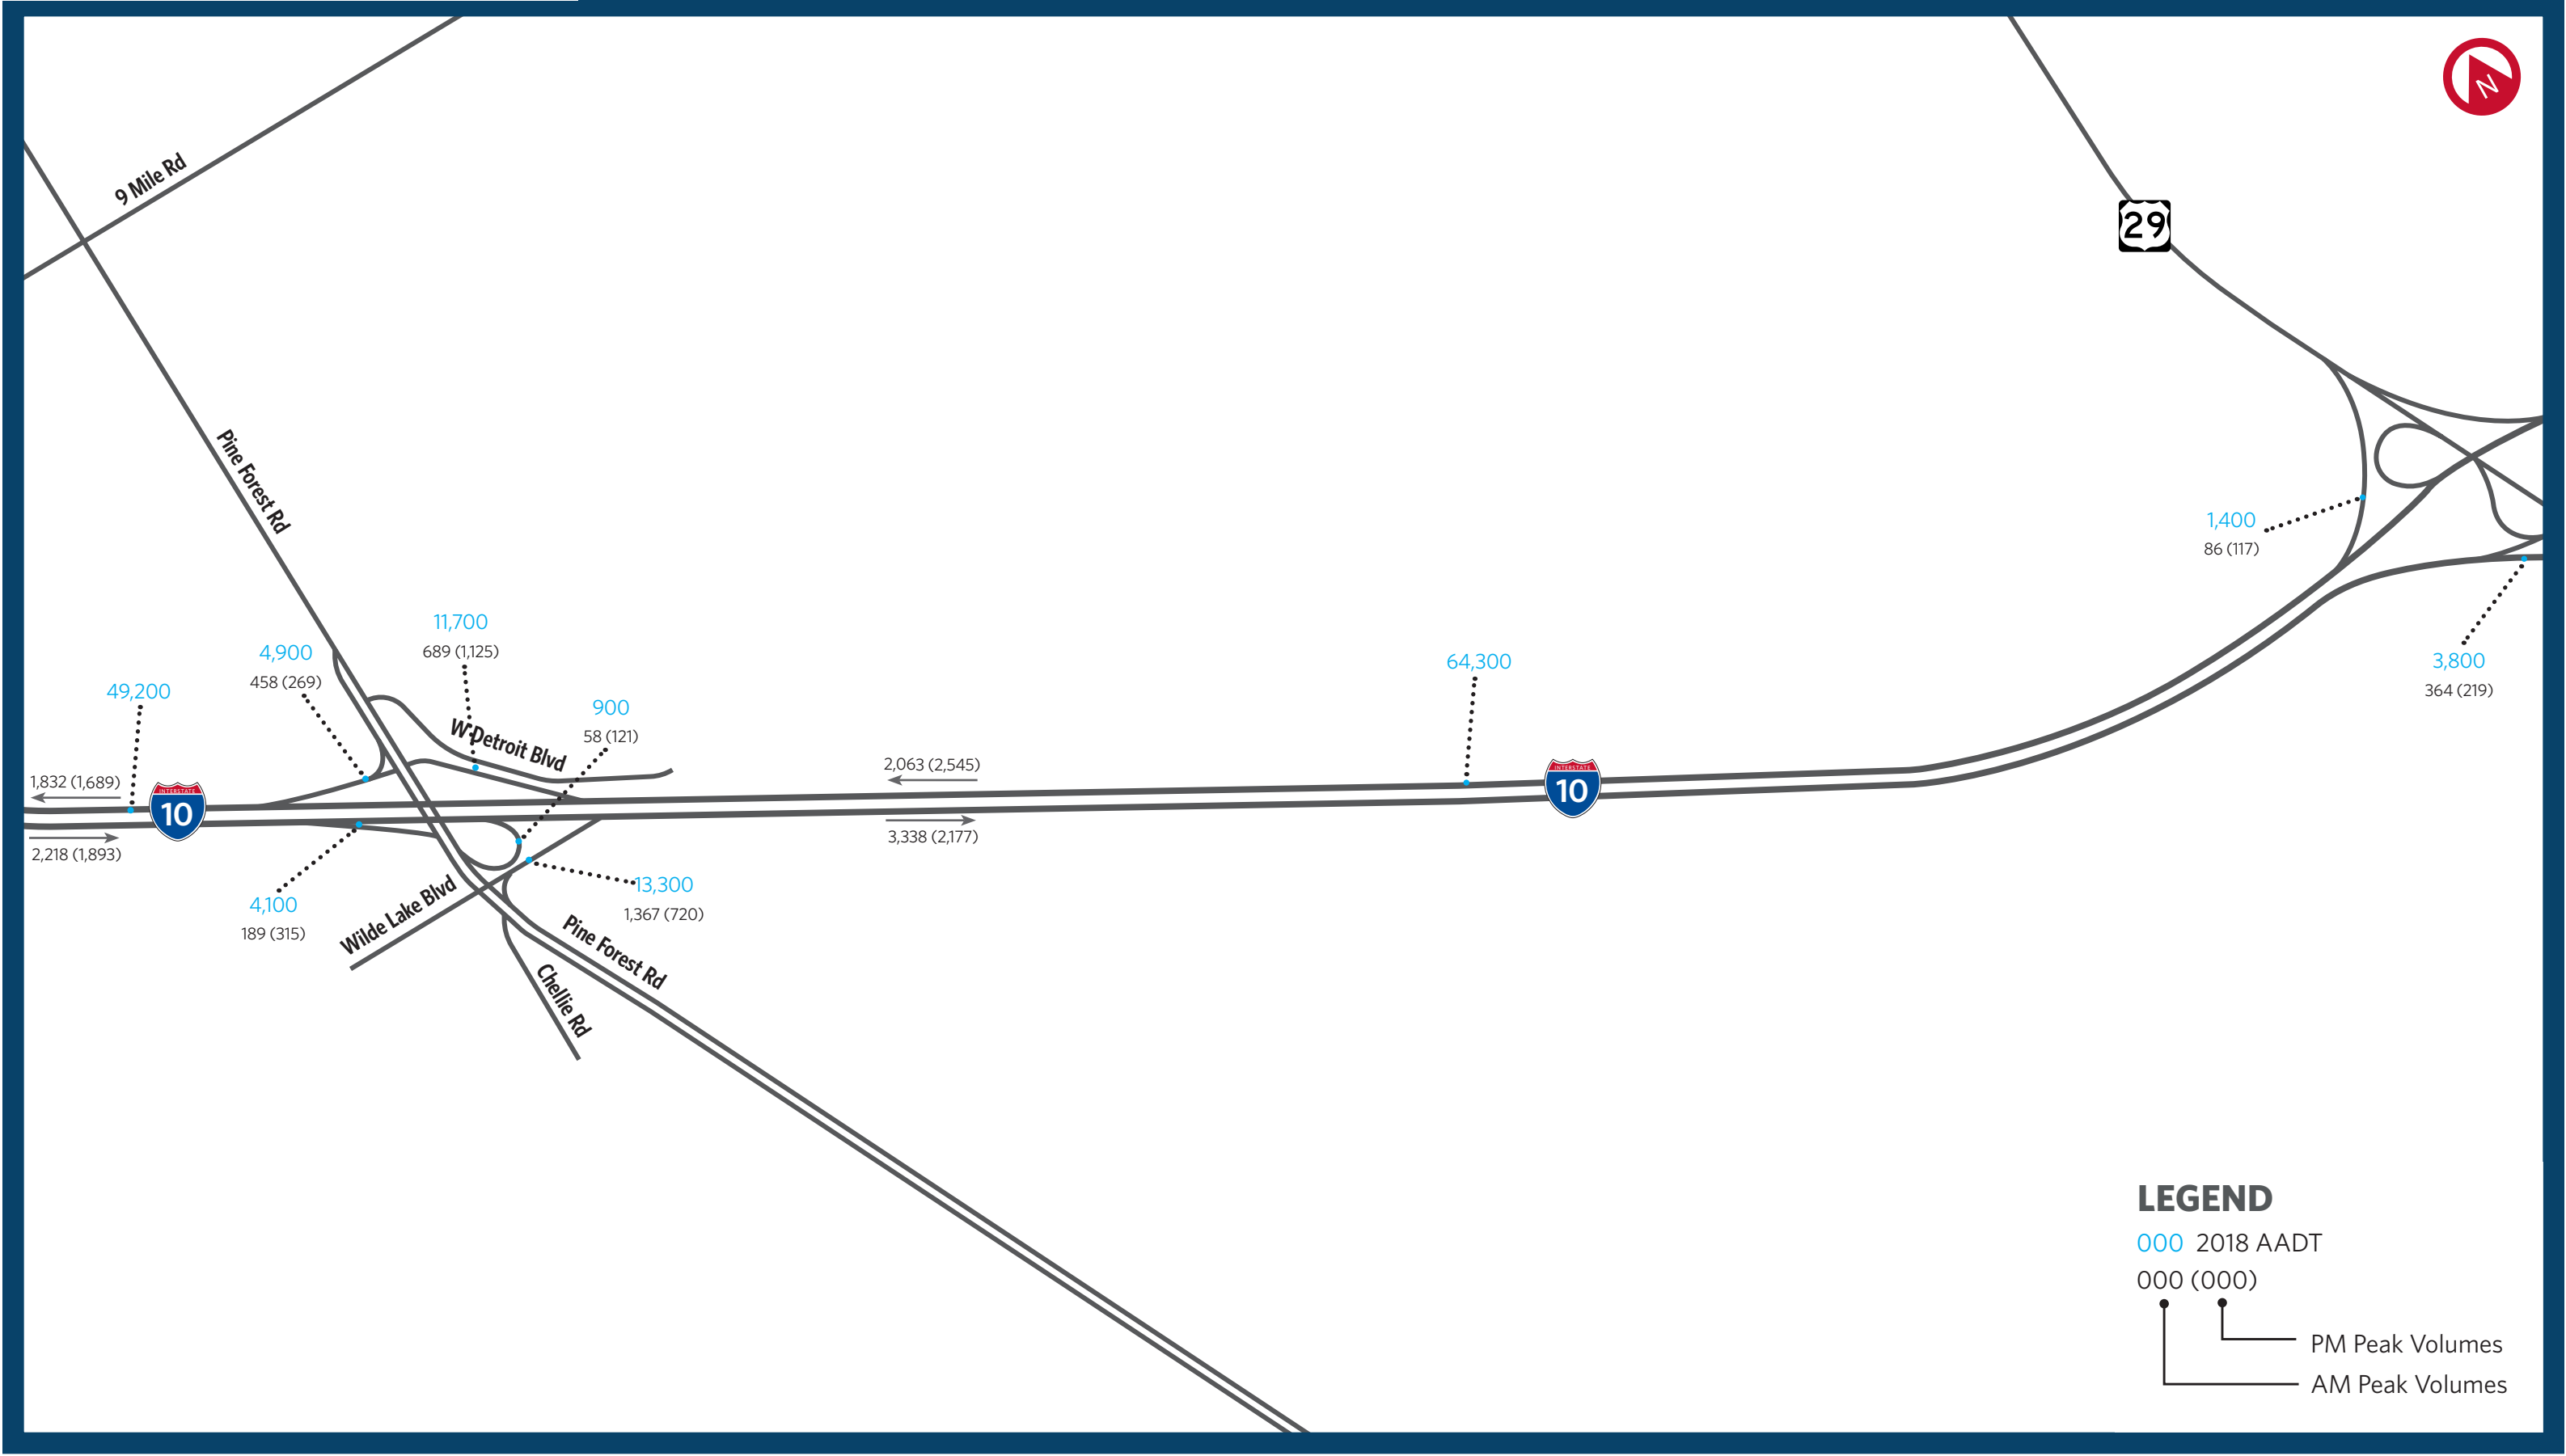 N
9 Mile Rd
29
Pine Forest Rd
1,400
86 (117)
11,700
689 (1,125)
4,900
458 (269)
64,300
3,800
364 (219)
49,200
900
58 (121)
W Detroit Blvd
1,832 (1,689)
INTERSTATE
10
2,218 (1,893)
2,063 (2,545)
3,338 (2,177)
INTERSTATE
10
4,100
189 (315)
Wilde Lake Blvd
13,300
1,367 (720)
Pine Forest Rd
Chellie Rd
LEGEND
000 2018 AADT
000 (000)
PM Peak Volumes
AM Peak Volumes